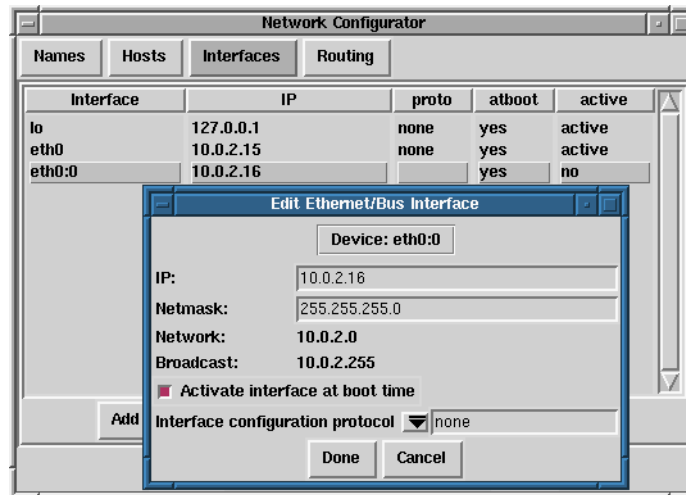 Network Configurator
Names Hosts Interfaces Routing
Interface IP proto atboot active
lo 127.0.0.1 none yes active
eth0 10.0.2.15 none yes active
eth0:0 10.0.2.16 yes no
Edit Ethernet/Bus Interface
Device: eth0:0
IP: 10.0.2.16
Netmask: 255.255.255.0
Network: 10.0.2.0
Broadcast: 10.0.2.255
Activate interface at boot time
Add
Interface configuration protocol none
Done Cancel